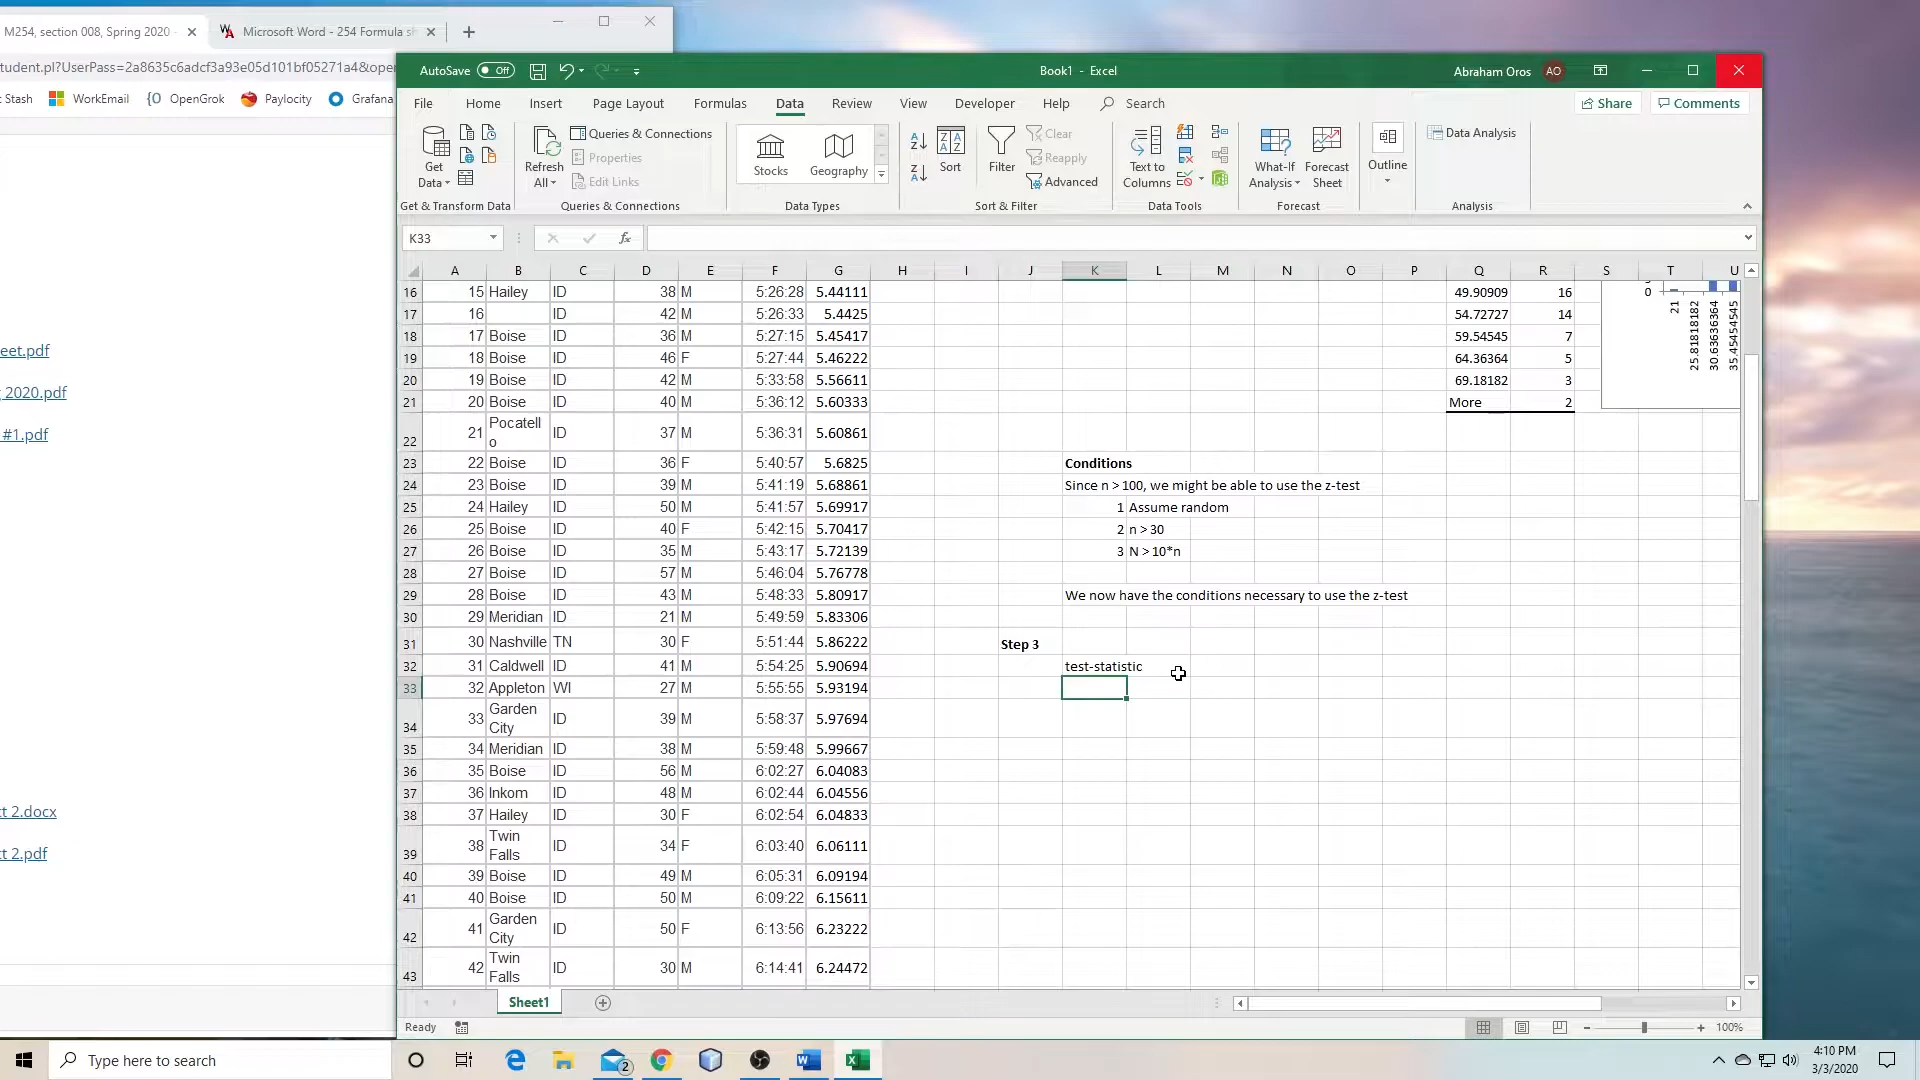 M254, section 008, Spring 2020 -
Microsoft Word - 254 Formula sh
tudent.pl?UserPass=2a8635c6adcf3a93e05d101bf05271a4&ope
t Stash WorkEmail OpenGrok Paylocity Grafana
eet.pdf
2020.pdf
#1.pdf
t 2.docx
t 2.pdf
AutoSave Off Book1 - Excel Abraham Oros AO
File Home Insert Page Layout Formulas Data Review View Developer Help Search Share Comments
Get Data
Refresh All
Queries & Connections
Properties
Edit Links
Stocks Geography
Sort
Filter
Clear
Reapply
Advanced
Text to Columns
What-If Analysis
Forecast Sheet
Outline
Data Analysis
Get & Transform Data Queries & Connections Data Types Sort & Filter Data Tools Forecast Analysis
K33 fx
A B C D E F G H I J K L M N O P Q R S T U
16 15 Hailey ID 38 M 5:26:28 5.44111 49.90909 16
17 16 ID 42 M 5:26:33 5.4425 54.72727 14
18 17 Boise ID 36 M 5:27:15 5.45417 59.54545 7
19 18 Boise ID 46 F 5:27:44 5.46222 64.36364 5
20 19 Boise ID 42 M 5:33:58 5.56611 69.18182 3
21 20 Boise ID 40 M 5:36:12 5.60333 More 2
22 21 Pocatello ID 37 M 5:36:31 5.60861
23 22 Boise ID 36 F 5:40:57 5.6825 Conditions
24 23 Boise ID 39 M 5:41:19 5.68861 Since n > 100, we might be able to use the z-test
25 24 Hailey ID 50 M 5:41:57 5.69917 1 Assume random
26 25 Boise ID 40 F 5:42:15 5.70417 2 n > 30
27 26 Boise ID 35 M 5:43:17 5.72139 3 N > 10*n
28 27 Boise ID 57 M 5:46:04 5.76778
29 28 Boise ID 43 M 5:48:33 5.80917 We now have the conditions necessary to use the z-test
30 29 Meridian ID 21 M 5:49:59 5.83306
31 30 Nashville TN 30 F 5:51:44 5.86222 Step 3
32 31 Caldwell ID 41 M 5:54:25 5.90694 test-statistic
33 32 Appleton WI 27 M 5:55:55 5.93194
34 33 Garden City ID 39 M 5:58:37 5.97694
35 34 Meridian ID 38 M 5:59:48 5.99667
36 35 Boise ID 56 M 6:02:27 6.04083
37 36 Inkom ID 48 M 6:02:44 6.04556
38 37 Hailey ID 30 F 6:02:54 6.04833
39 38 Twin Falls ID 34 F 6:03:40 6.06111
40 39 Boise ID 49 M 6:05:31 6.09194
41 40 Boise ID 50 M 6:09:22 6.15611
42 41 Garden City ID 50 F 6:13:56 6.23222
43 42 Twin Falls ID 30 M 6:14:41 6.24472
0
21
25.81818182
30.63636364
35.45454545
Sheet1
Ready 100%
Type here to search
2
4:10 PM
3/3/2020